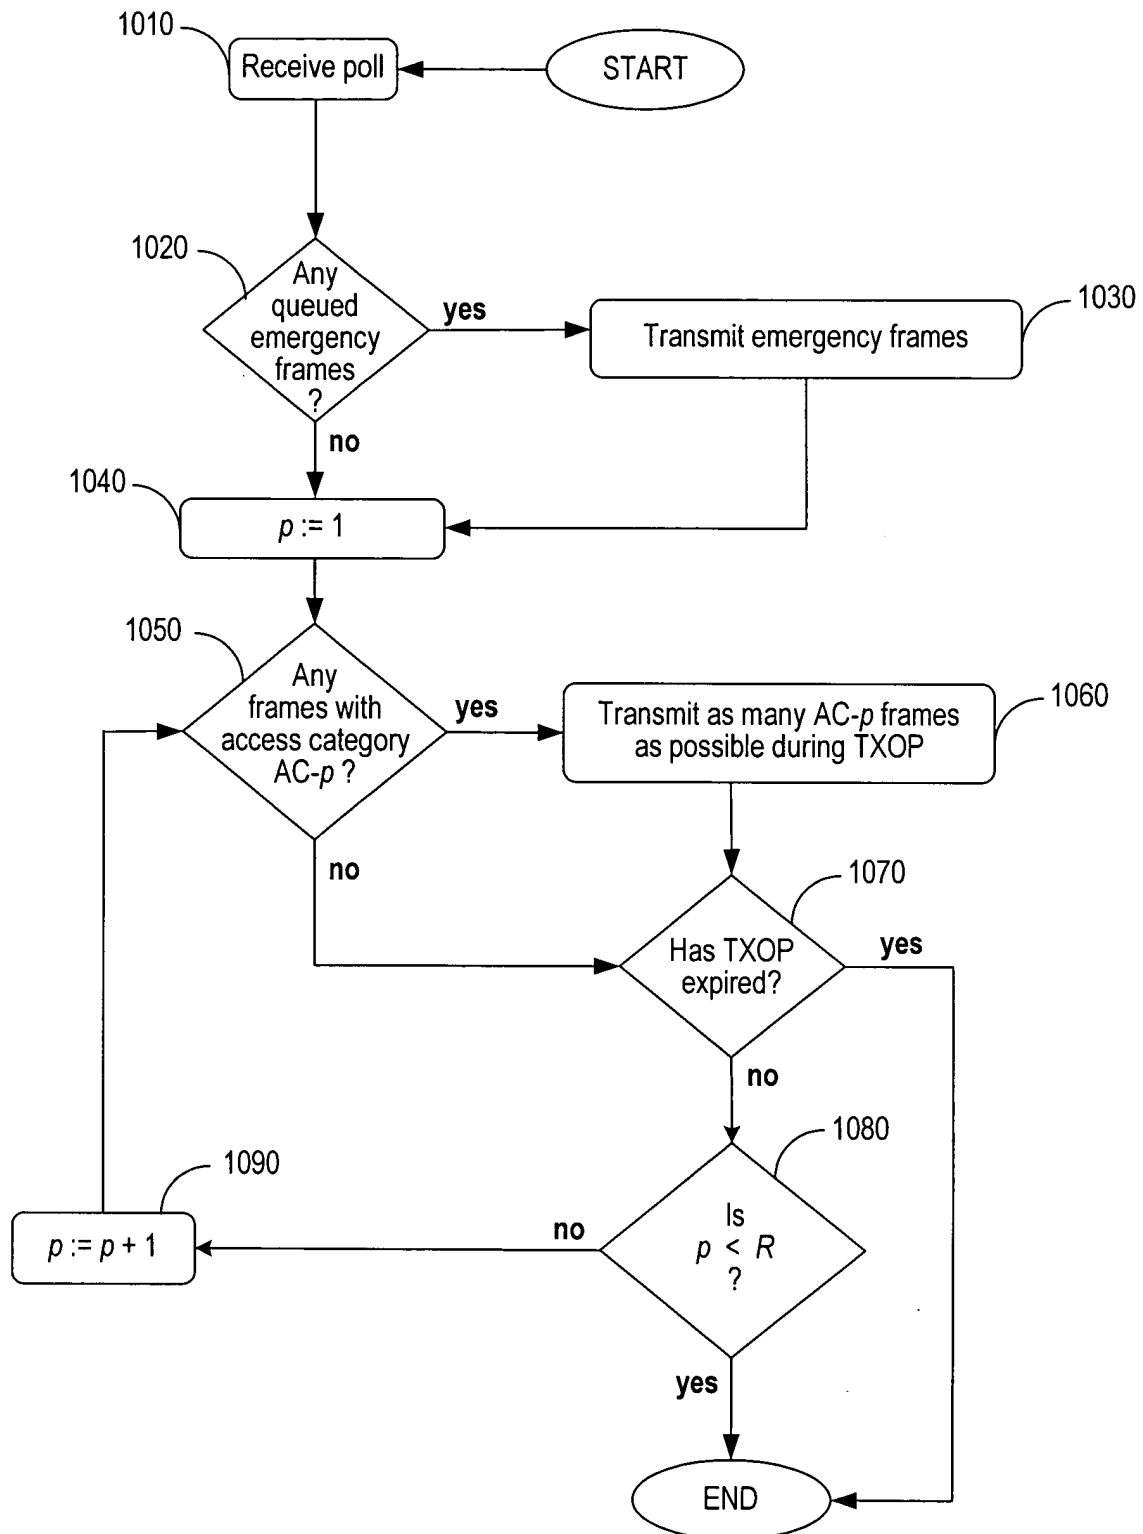 1010
Receive poll
START
1020
Any
queued
emergency
frames
?
yes
1030
Transmit emergency frames
no
1040
p := 1
1050
Any
frames with
access category
AC-p ?
yes
1060
Transmit as many AC-p frames
as possible during TXOP
no
1070
Has TXOP
expired?
yes
no
1080
Is
p < R
?
no
1090
p := p + 1
yes
END